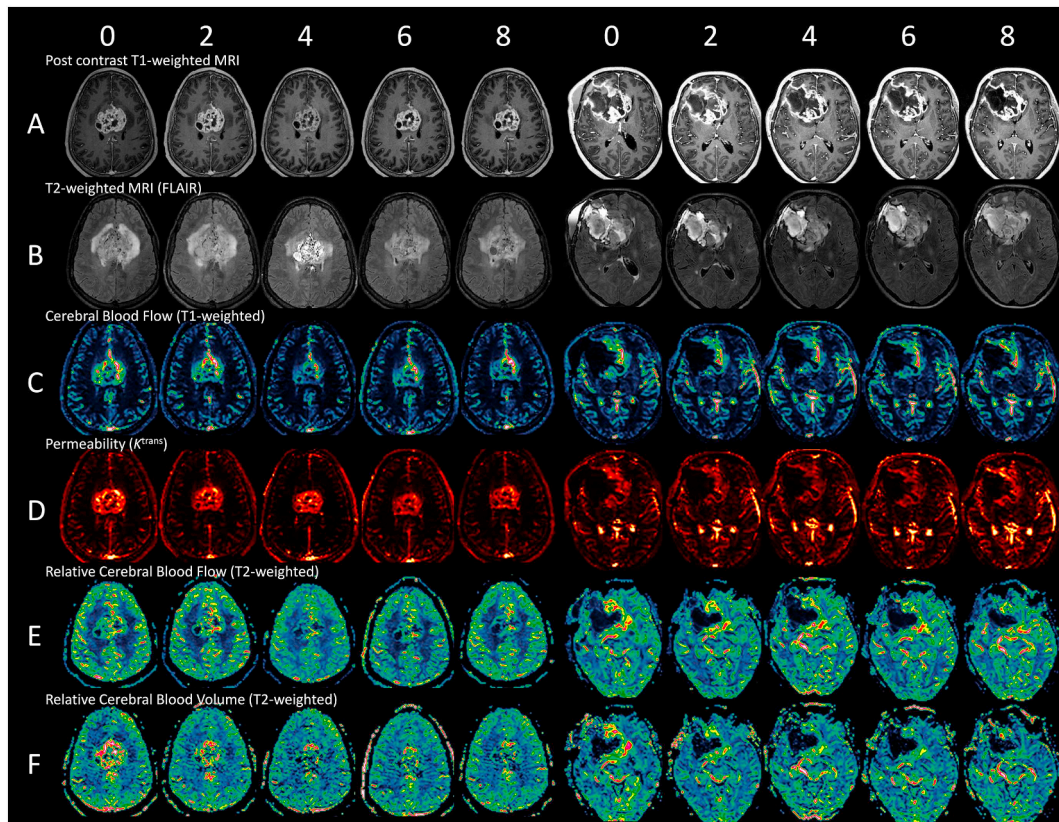 0 2 4 6 8 0 2 4 6 8
Post contrast T1-weighted MRI
A
T2-weighted MRI (FLAIR)
B
Cerebral Blood Flow (T1-weighted)
C
Permeability (Kᵗʳᵃⁿˢ)
D
Relative Cerebral Blood Flow (T2-weighted)
E
Relative Cerebral Blood Volume (T2-weighted)
F